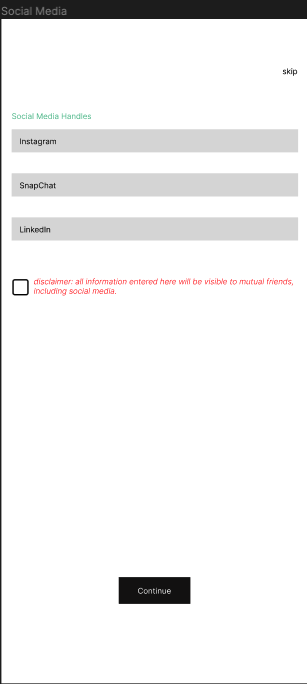 Social Media
skip
Social Media Handles
Instagram
SnapChat
LinkedIn
disclaimer: all information entered here will be visible to mutual friends,
including social media.
Continue